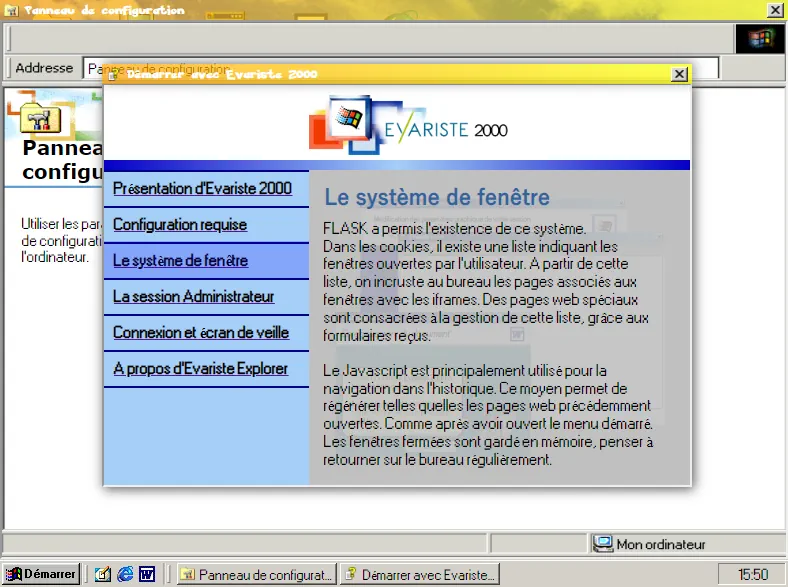 Panneau de configuration
Addresse
Panneau de configuration
Démarrer avec Evariste 2000
EVARISTE 2000
Panneau
configu
Utiliser les par
de configurati
l'ordinateur.
Présentation d'Evariste 2000
Configuration requise
Le système de fenêtre
La session Administrateur
Connexion et écran de veille
A propos d'Evariste Explorer
Le système de fenêtre
FLASK a permis l'existence de ce système.
Dans les cookies, il existe une liste indiquant les
fenêtres ouvertes par l'utilisateur. A partir de cette
liste, on incruste au bureau les pages associés aux
fenêtres avec les iframes. Des pages web spéciaux
sont consacrées à la gestion de cette liste, grâce aux
formulaires reçus.
Le Javascript est principalement utilisé pour la
navigation dans l'historique. Ce moyen permet de
régénérer telles quelles les pages web précédemment
ouvertes. Comme après avoir ouvert le menu démarré.
Les fenêtres fermées sont gardé en mémoire, penser à
retourner sur le bureau régulièrement.
Mon ordinateur
Démarrer
Panneau de configurat...
Démarrer avec Evariste...
15:50